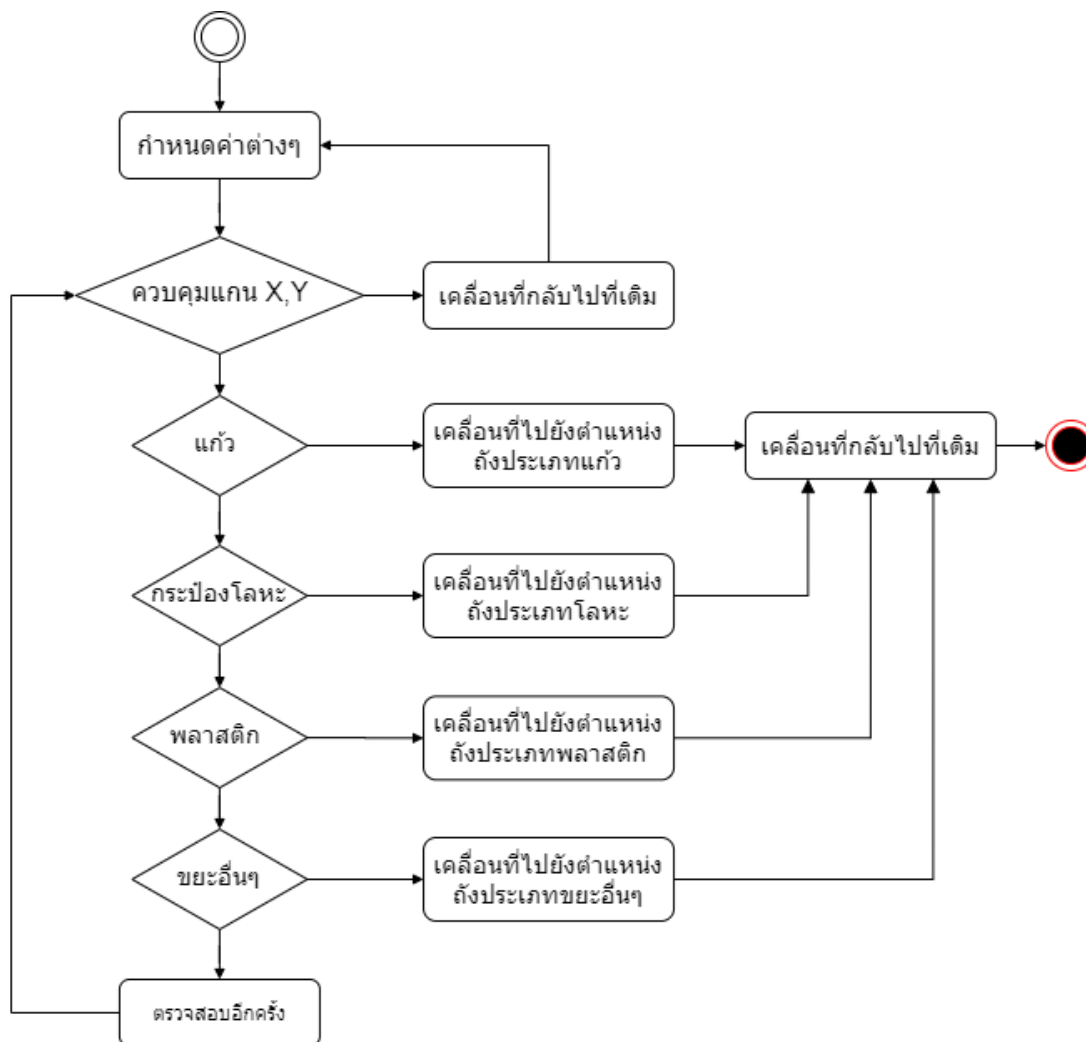 กำหนดค่าต่างๆ
ควบคุมแกน X,Y
เคลื่อนที่กลับไปที่เดิม
แก้ว
เคลื่อนที่ไปยังตำแหน่ง
ถังประเภทแก้ว
เคลื่อนที่กลับไปที่เดิม
กระป๋องโลหะ
เคลื่อนที่ไปยังตำแหน่ง
ถังประเภทโลหะ
พลาสติก
เคลื่อนที่ไปยังตำแหน่ง
ถังประเภทพลาสติก
ขยะอื่นๆ
เคลื่อนที่ไปยังตำแหน่ง
ถังประเภทขยะอื่นๆ
ตรวจสอบอีกครั้ง